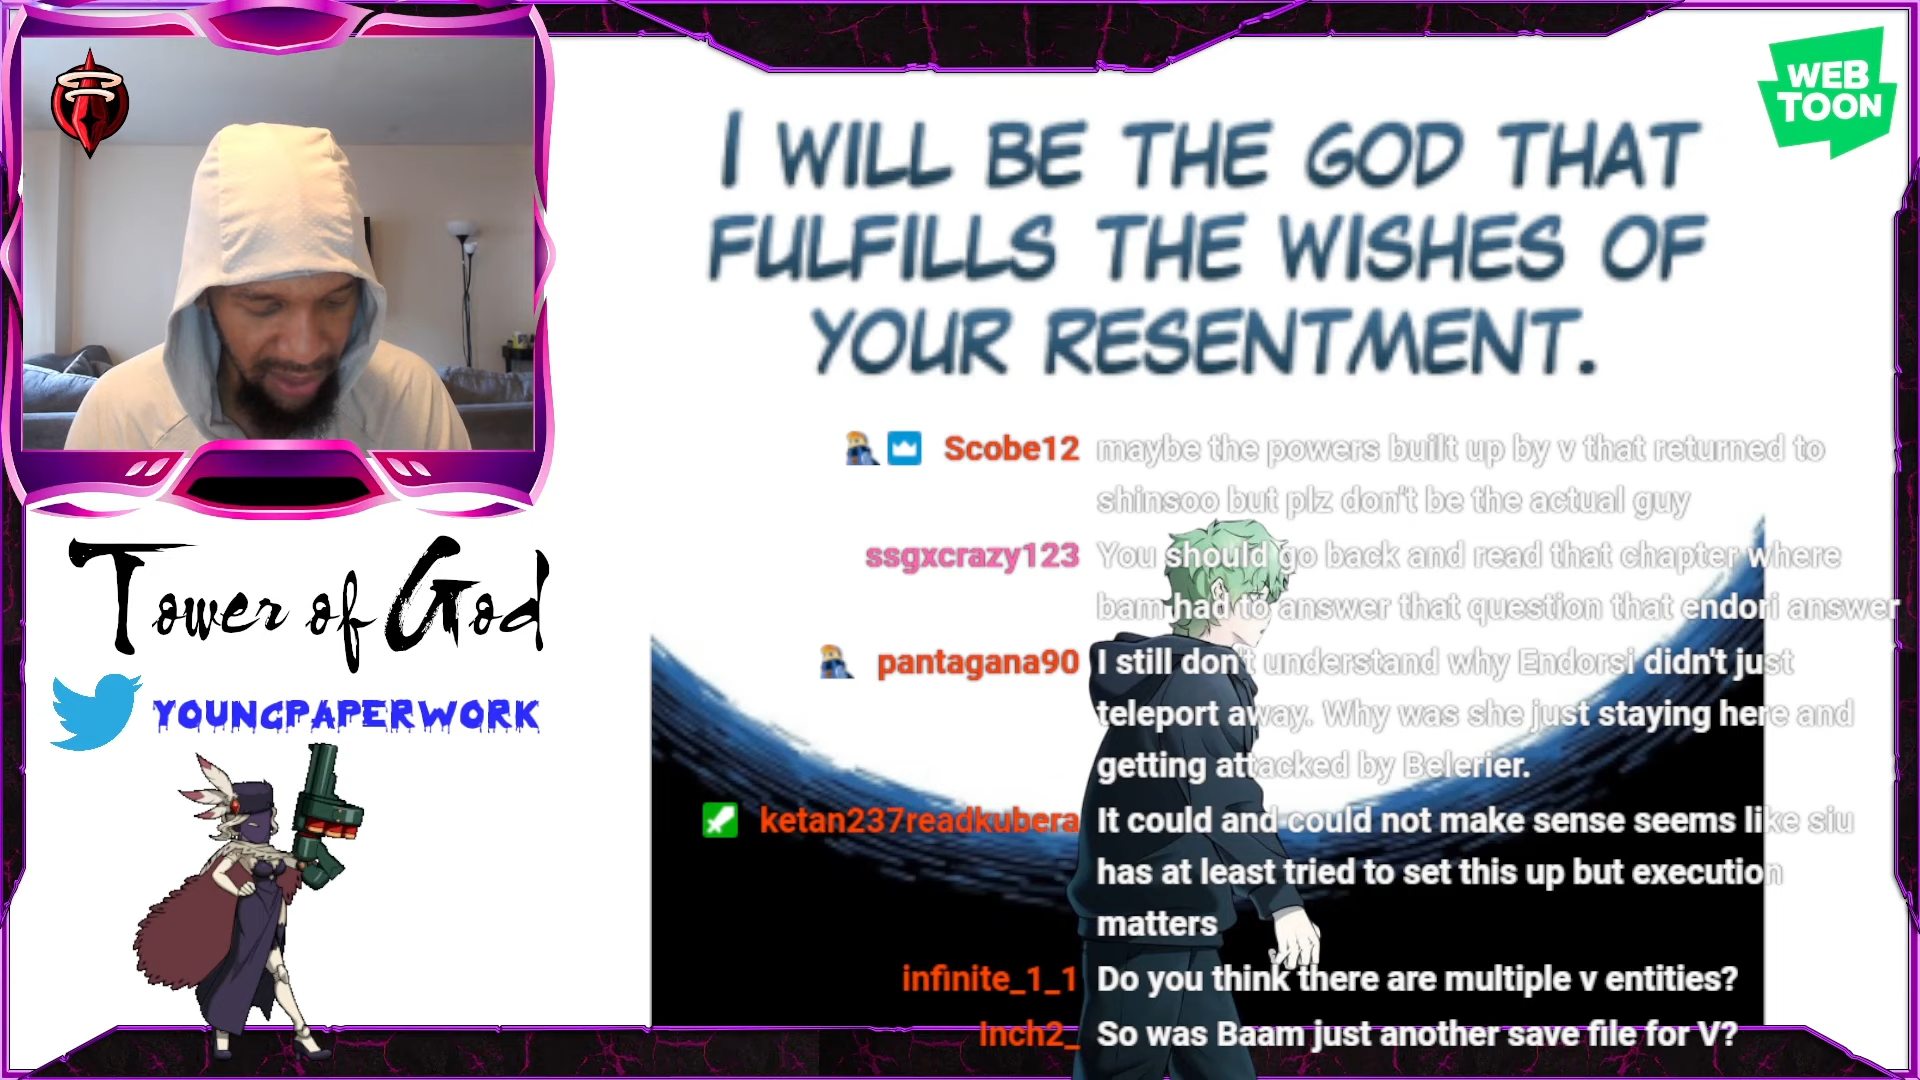 WEB
TOON
I WILL BE THE GOD THAT
FULFILLS THE WISHES OF
YOUR RESENTMENT.
Scobe12 maybe the powers built up by v that returned to
shinsoo but plz don't be the actual guy
ssgxcrazy123 You should go back and read that chapter where
bam had to answer that question that endori answer
pantagana90 I still don't understand why Endorsi didn't just
teleport away. Why was she just staying here and
getting attacked by Belerier.
ketan237readkubera It could and could not make sense seems like siu
has at least tried to set this up but execution
matters
infinite_1_1 Do you think there are multiple v entities?
Inch2_ So was Baam just another save file for V?
Tower of God
YOUNGPAPERWORK